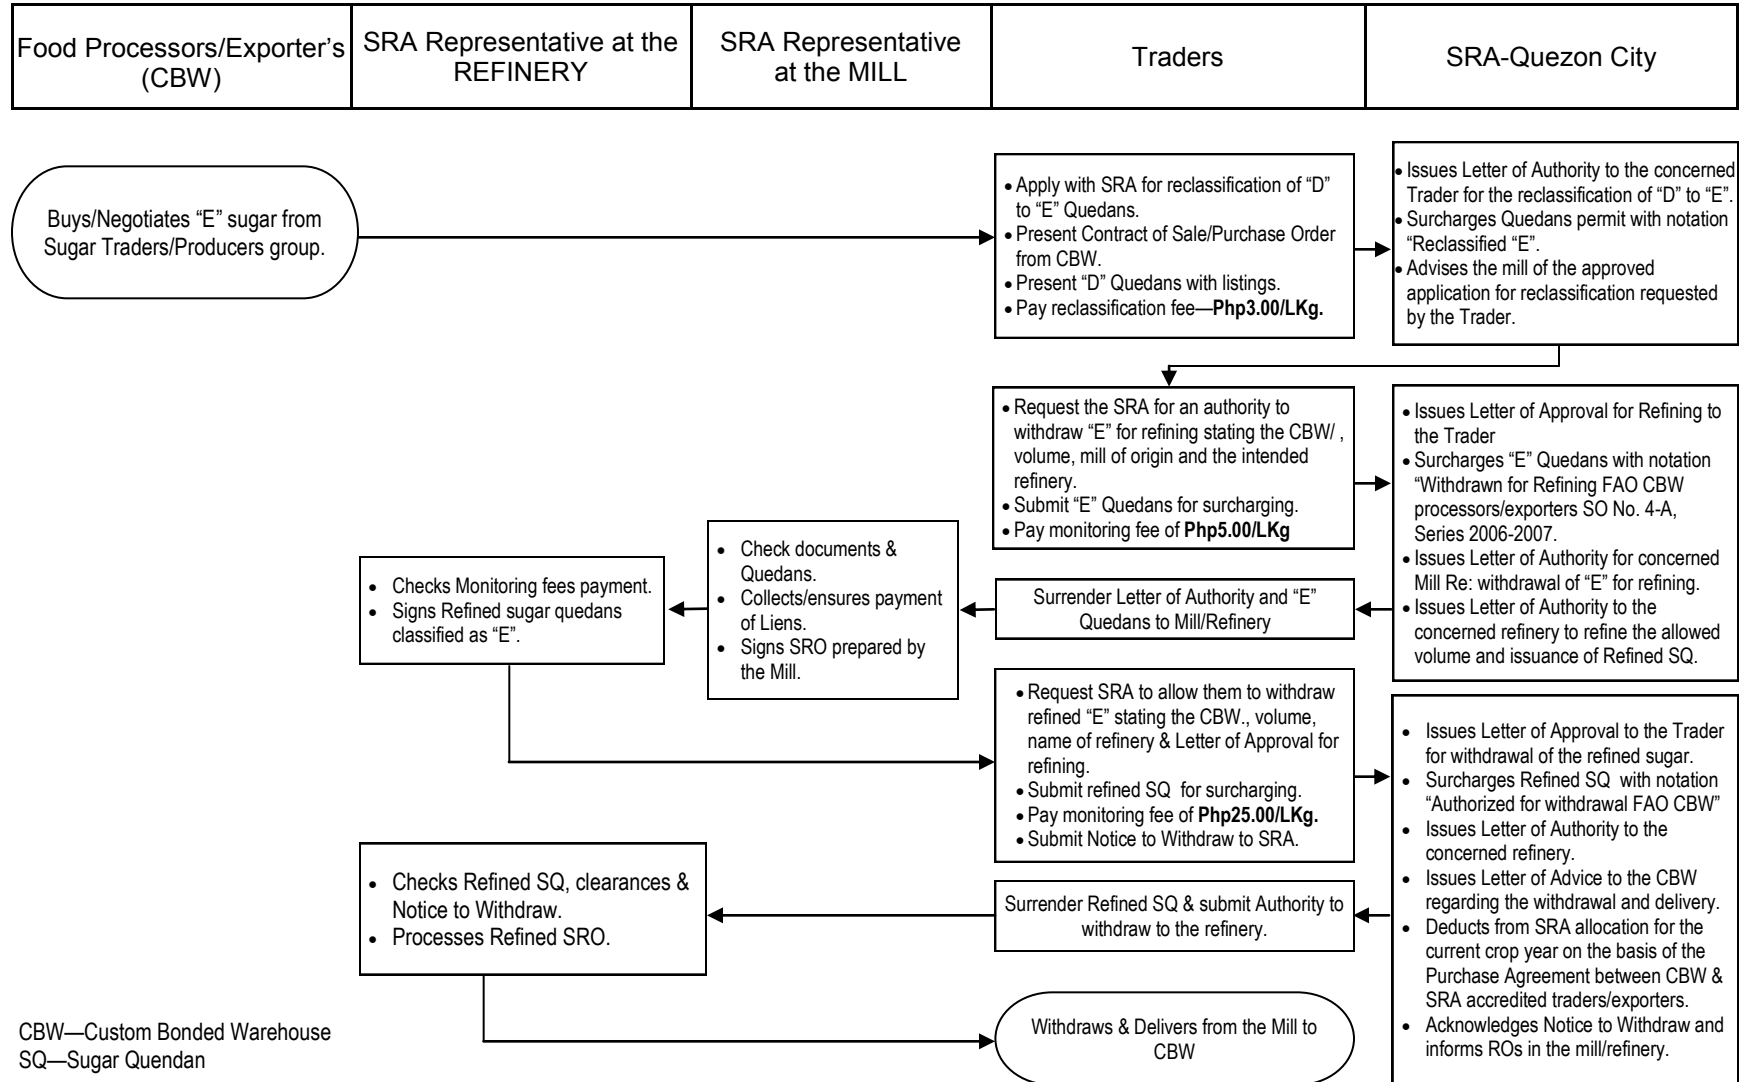 Food Processors/Exporter's
(CBW)
SRA Representative at the
REFINERY
SRA Representative
at the MILL
Traders
SRA-Quezon City
Buys/Negotiates “E” sugar from
Sugar Traders/Producers group.
• Apply with SRA for reclassification of “D”
to “E” Quedans.
• Present Contract of Sale/Purchase Order
from CBW.
• Present “D” Quedans with listings.
• Pay reclassification fee—Php3.00/LKg.
• Issues Letter of Authority to the concerned
Trader for the reclassification of “D” to “E”.
• Surcharges Quedans permit with notation
“Reclassified “E”.
• Advises the mill of the approved
application for reclassification requested
by the Trader.
• Request the SRA for an authority to
withdraw “E” for refining stating the CBW/ ,
volume, mill of origin and the intended
refinery.
• Submit “E” Quedans for surcharging.
• Pay monitoring fee of Php5.00/LKg
• Issues Letter of Approval for Refining to
the Trader
• Surcharges “E” Quedans with notation
“Withdrawn for Refining FAO CBW
processors/exporters SO No. 4-A,
Series 2006-2007.
• Issues Letter of Authority for concerned
Mill Re: withdrawal of “E” for refining.
• Issues Letter of Authority to the
concerned refinery to refine the allowed
volume and issuance of Refined SQ.
Surrender Letter of Authority and “E”
Quedans to Mill/Refinery
• Check documents &
Quedans.
• Collects/ensures payment
of Liens.
• Signs SRO prepared by
the Mill.
• Checks Monitoring fees payment.
• Signs Refined sugar quedans
classified as “E”.
• Request SRA to allow them to withdraw
refined “E” stating the CBW., volume,
name of refinery & Letter of Approval for
refining.
• Submit refined SQ for surcharging.
• Pay monitoring fee of Php25.00/LKg.
• Submit Notice to Withdraw to SRA.
• Issues Letter of Approval to the Trader
for withdrawal of the refined sugar.
• Surcharges Refined SQ with notation
“Authorized for withdrawal FAO CBW”
• Issues Letter of Authority to the
concerned refinery.
• Issues Letter of Advice to the CBW
regarding the withdrawal and delivery.
• Deducts from SRA allocation for the
current crop year on the basis of the
Purchase Agreement between CBW &
SRA accredited traders/exporters.
• Acknowledges Notice to Withdraw and
informs ROs in the mill/refinery.
Surrender Refined SQ & submit Authority to
withdraw to the refinery.
• Checks Refined SQ, clearances &
Notice to Withdraw.
• Processes Refined SRO.
Withdraws & Delivers from the Mill to
CBW
CBW—Custom Bonded Warehouse
SQ—Sugar Quendan